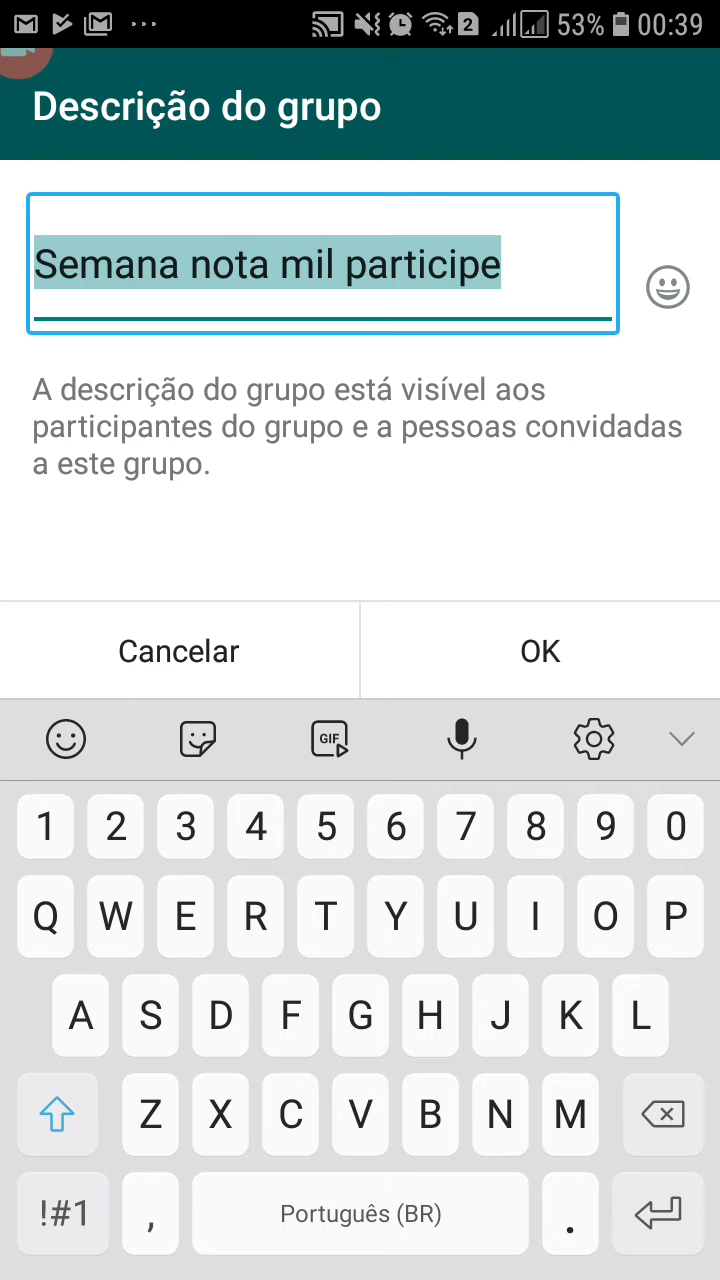 2 53% 00:39
Descrição do grupo
Semana nota mil participe
A descrição do grupo está visível aos
participantes do grupo e a pessoas convidadas
a este grupo.
Cancelar OK
GIF
1 2 3 4 5 6 7 8 9 0
Q W E R T Y U I O P
A S D F G H J K L
Z X C V B N M
!#1 , Português (BR) .